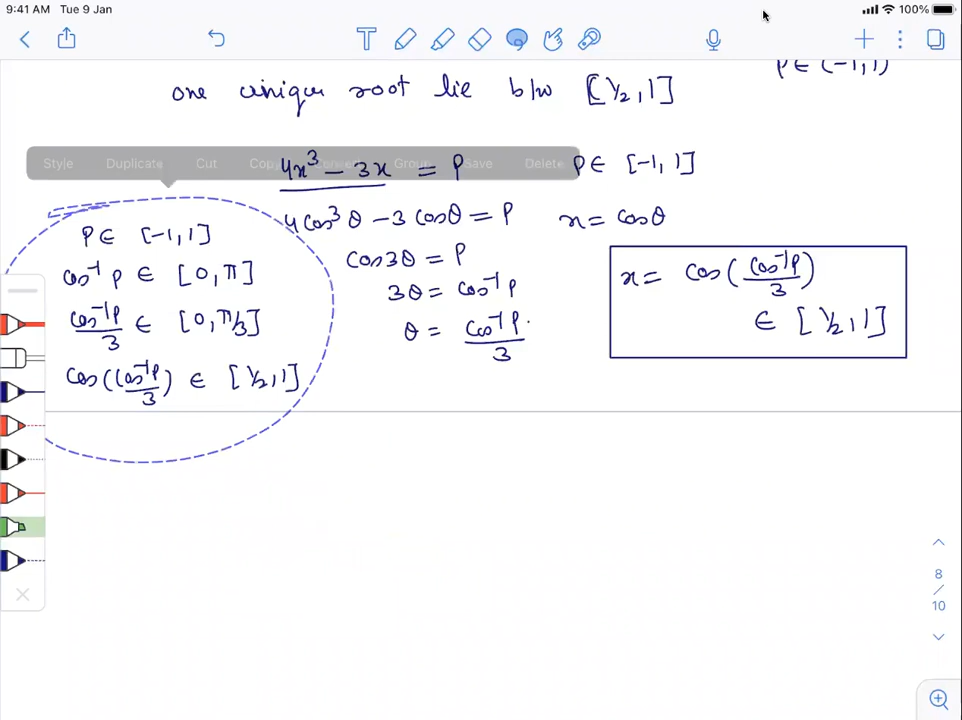 9:41 AM Tue 9 Jan
100%
P ∈ (-1, 1)
one unique root lie b/w [1/2, 1]
Style Duplicate Cut Group Save Delete
4x³ - 3x = P P ∈ [-1, 1]
4cos³θ - 3cosθ = P x = cosθ
cos3θ = P
3θ = cos⁻¹P
θ = cos⁻¹P/3
P ∈ [-1, 1]
cos⁻¹P ∈ [0, π]
cos⁻¹P/3 ∈ [0, π/3]
cos(cos⁻¹P/3) ∈ [1/2, 1]
x = cos(cos⁻¹P/3)
∈ [1/2, 1]
8
/
10